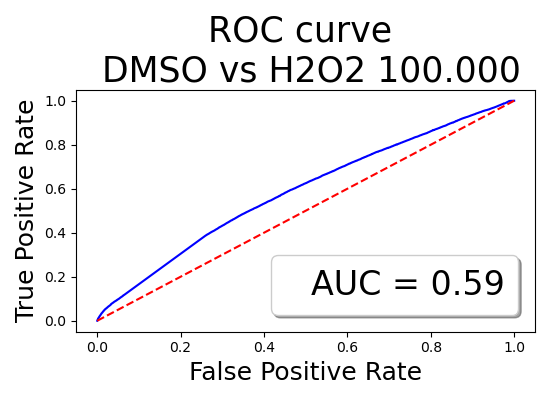 ROC curve
DMSO vs H2O2 100.000
True Positive Rate
1.0
0.8
0.6
0.4
0.2
0.0
AUC = 0.59
0.0 0.2 0.4 0.6 0.8 1.0
False Positive Rate